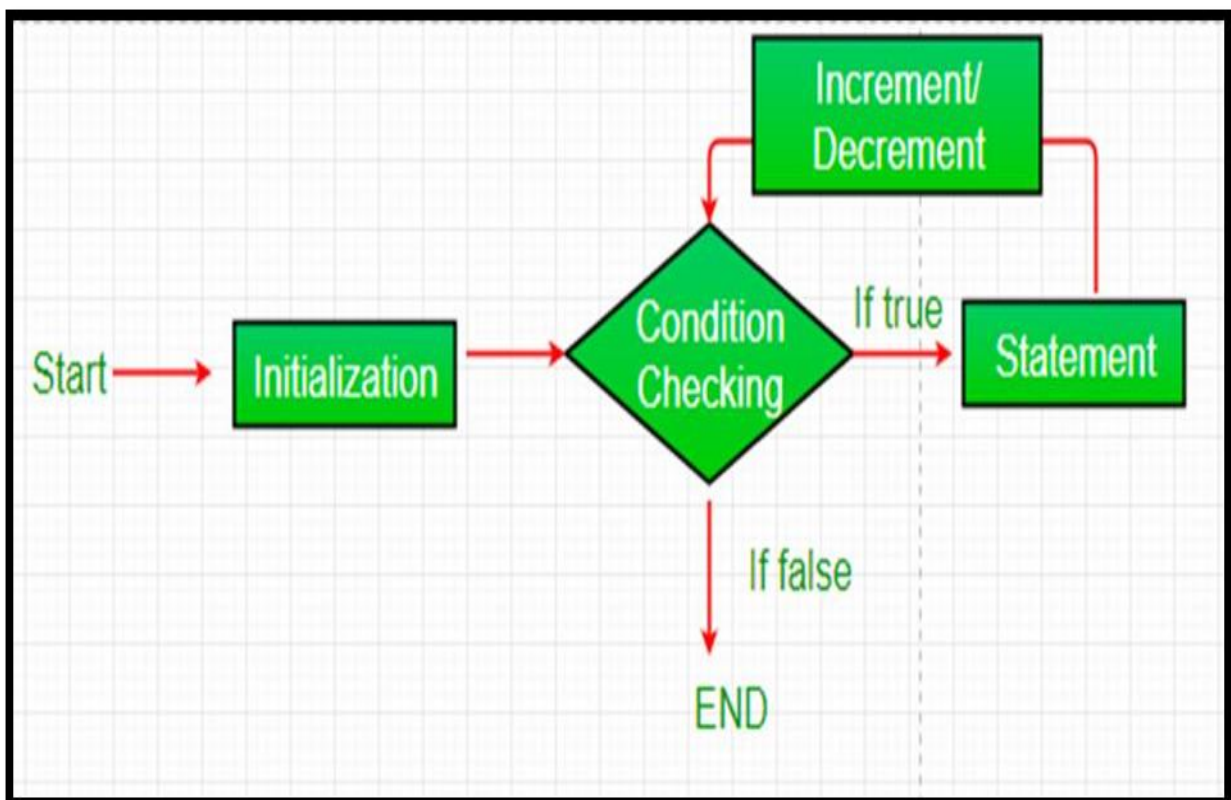 Increment/
Decrement
Start
Initialization
Condition
Checking
If true
Statement
If false
END